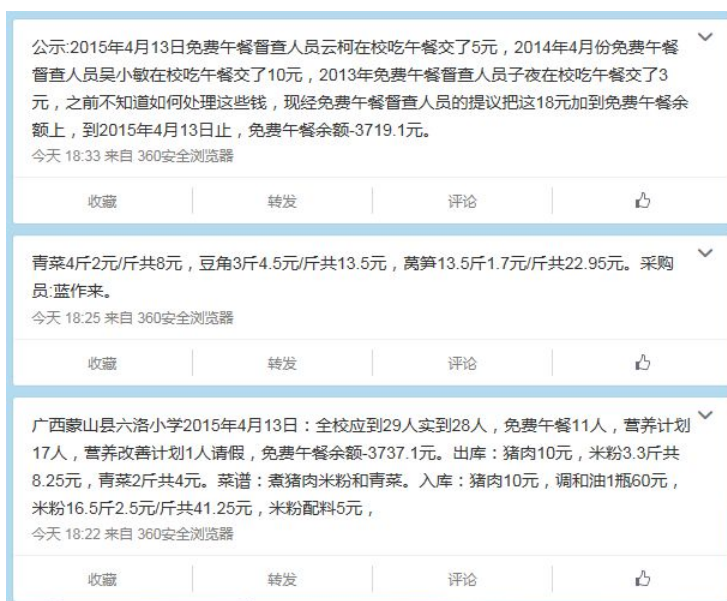 公示:2015年4月13日免费午餐督查人员云柯在校吃午餐交了5元，2014年4月份免费午餐
督查人员吴小敏在校吃午餐交了10元，2013年免费午餐督查人员子夜在校吃午餐交了3
元，之前不知道如何处理这些钱，现经免费午餐督查人员的提议把这18元加到免费午餐余
额上，到2015年4月13日止，免费午餐余额-3719.1元。
今天 18:33 来自 360安全浏览器
收藏 转发 评论
青菜4斤2元/斤共8元，豆角3斤4.5元/斤共13.5元，莴笋13.5斤1.7元/斤共22.95元。采购
员:蓝作来。
今天 18:25 来自 360安全浏览器
收藏 转发 评论
广西蒙山县六洛小学2015年4月13日：全校应到29人实到28人，免费午餐11人，营养计划
17人，营养改善计划1人请假，免费午餐余额-3737.1元。出库：猪肉10元，米粉3.3斤共
8.25元，青菜2斤共4元。菜谱：煮猪肉米粉和青菜。入库：猪肉10元，调和油1瓶60元，
米粉16.5斤2.5元/斤共41.25元，米粉配料5元，
今天 18:22 来自 360安全浏览器
收藏 转发 评论